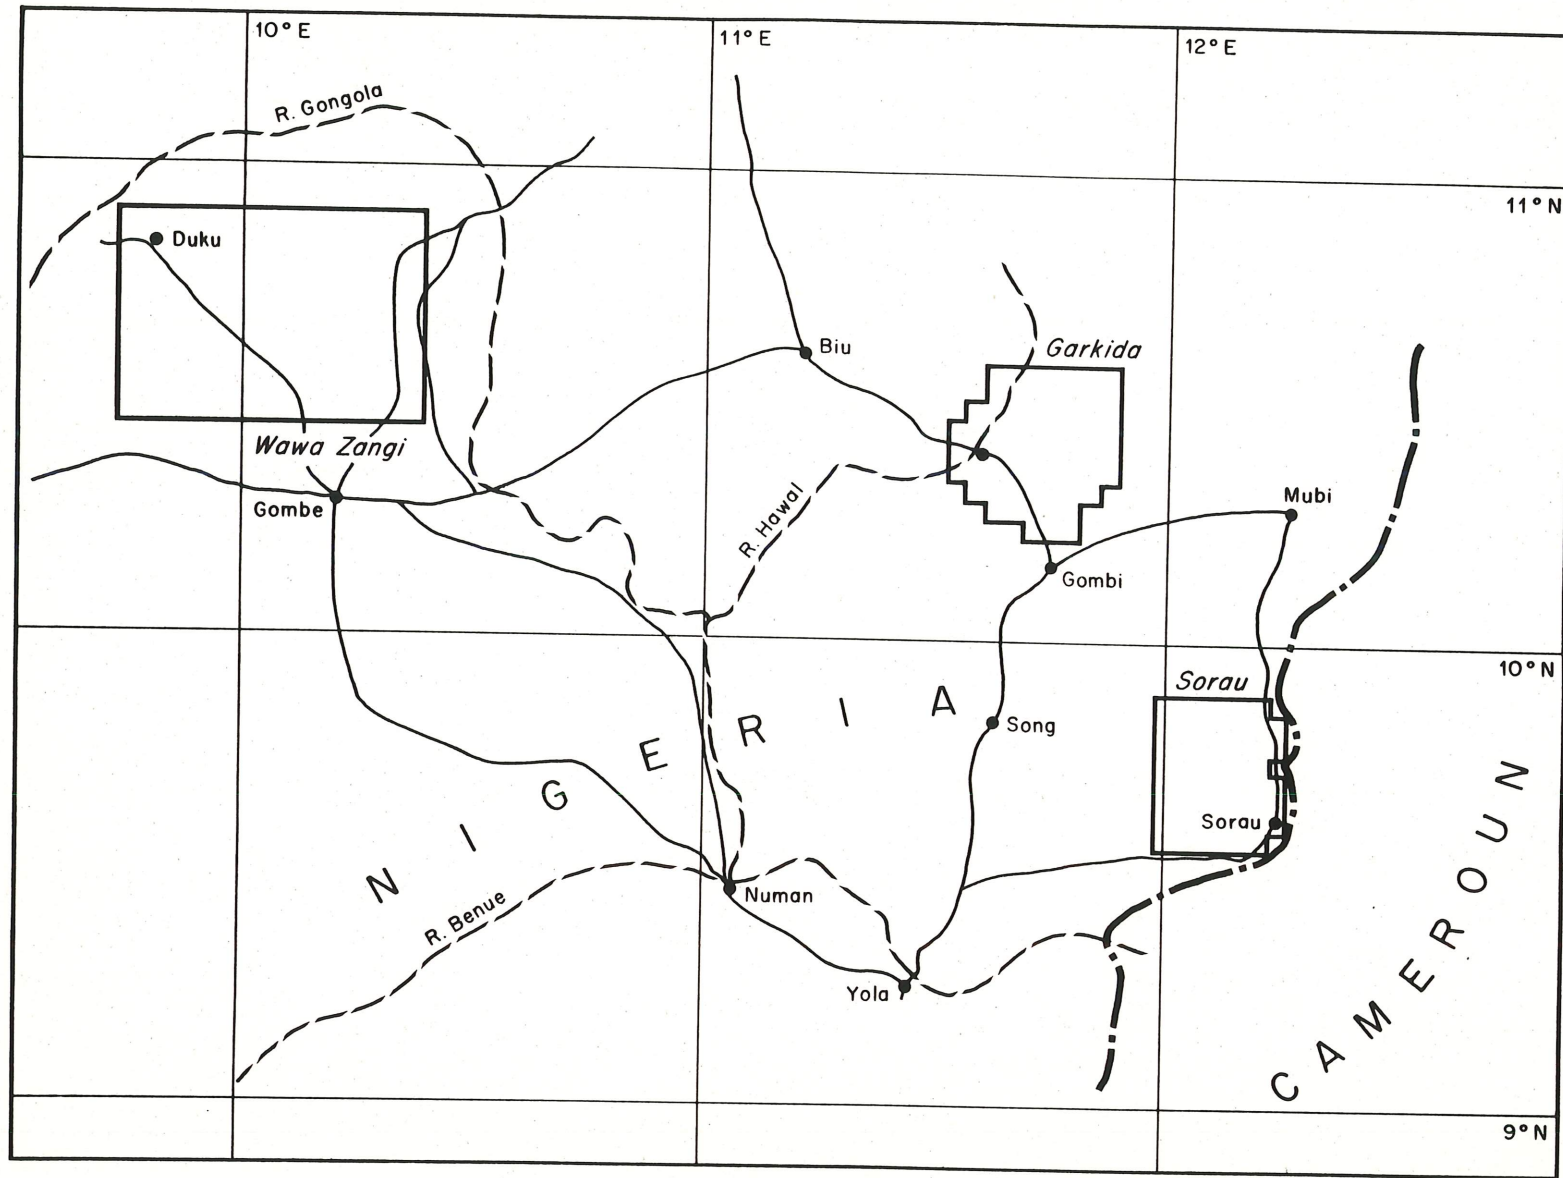 10° E
11° E
12° E
R. Gongola
11° N
Duku
Biu
Garkida
Wawa Zangi
Gombe
R. Hawal
Mubi
Gombi
10° N
Sorau
Song
NIGERIA
Sorau
Numan
R. Benue
Yola
CAMEROUN
9° N